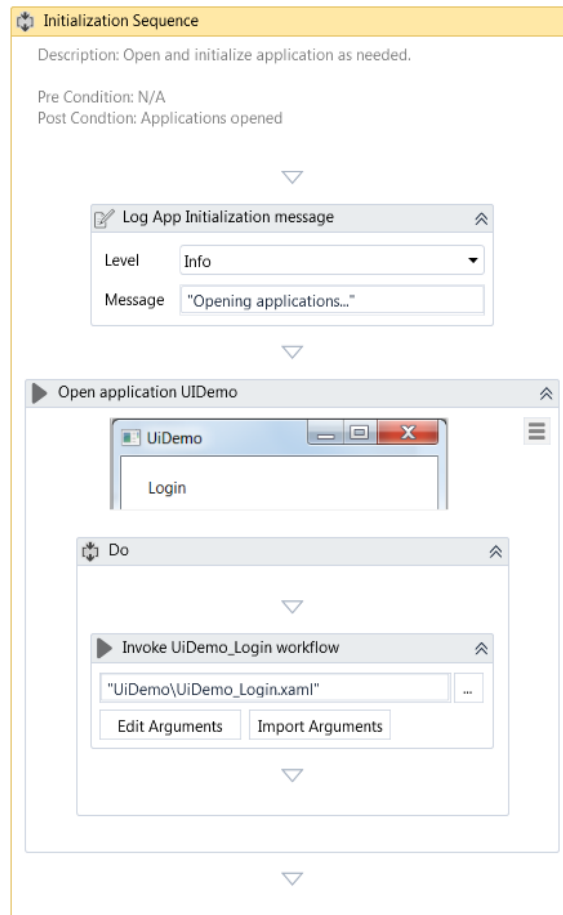 Initialization Sequence
Description: Open and initialize application as needed.
Pre Condition: N/A
Post Condtion: Applications opened
Log App Initialization message
Level Info
Message "Opening applications..."
Open application UIDemo
UiDemo
Login
Do
Invoke UiDemo_Login workflow
"UiDemo\UiDemo_Login.xaml" ...
Edit Arguments Import Arguments